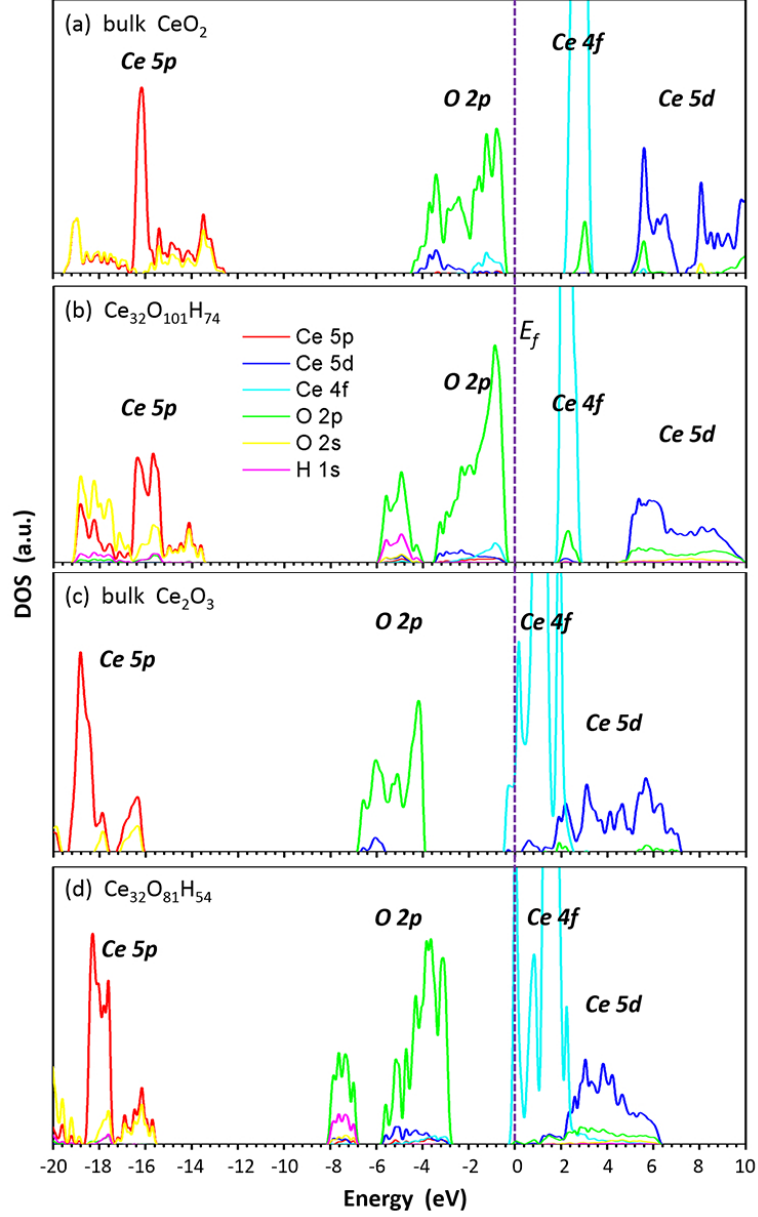 (a) bulk CeO₂
Ce 5p
O 2p
Ce 4f
Ce 5d
(b) Ce₃₂O₁₀₁H₇₄
Ce 5p
Ce 5p
Ce 5d
Ce 4f
O 2p
O 2s
H 1s
O 2p
E_f
Ce 4f
Ce 5d
DOS (a.u.)
(c) bulk Ce₂O₃
Ce 5p
O 2p
Ce 4f
Ce 5d
(d) Ce₃₂O₈₁H₅₄
Ce 5p
O 2p
Ce 4f
Ce 5d
-20 -18 -16 -14 -12 -10 -8 -6 -4 -2 0 2 4 6 8 10
Energy (eV)